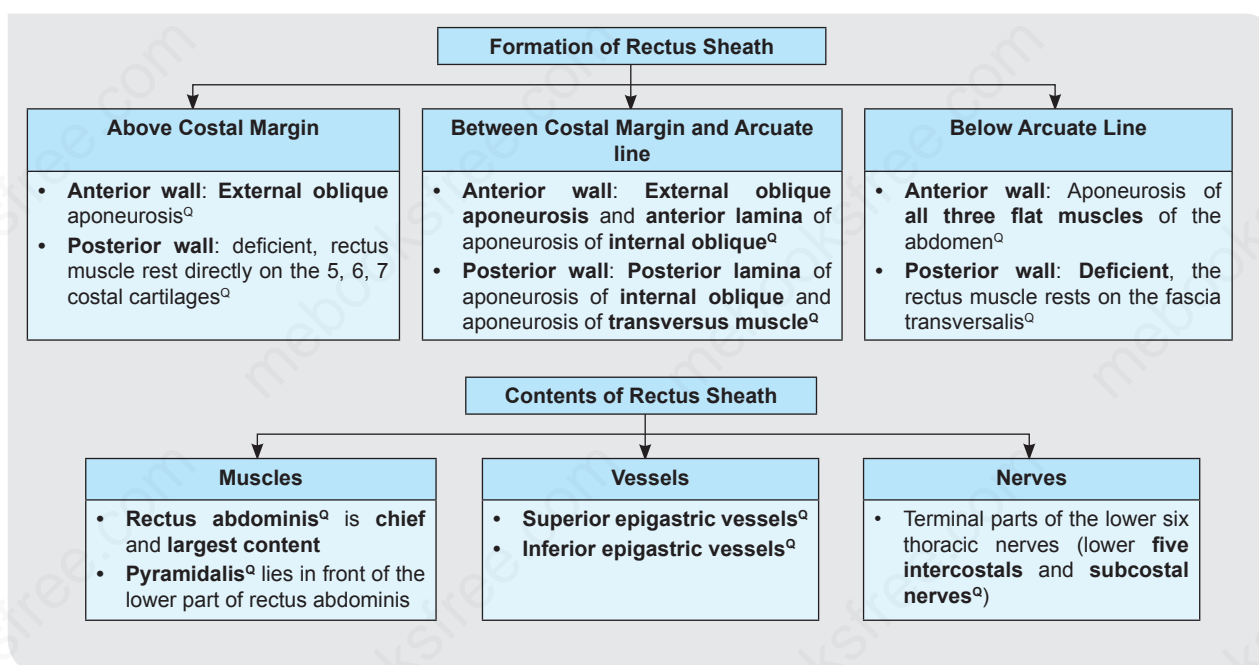 Formation of Rectus Sheath
Above Costal Margin
• Anterior wall: External oblique
aponeurosisQ
• Posterior wall: deficient, rectus
muscle rest directly on the 5, 6, 7
costal cartilagesQ
Between Costal Margin and Arcuate
line
• Anterior wall: External oblique
aponeurosis and anterior lamina of
aponeurosis of internal obliqueQ
• Posterior wall: Posterior lamina of
aponeurosis of internal oblique and
aponeurosis of transversus muscleQ
Below Arcuate Line
• Anterior wall: Aponeurosis of
all three flat muscles of the
abdomenQ
• Posterior wall: Deficient, the
rectus muscle rests on the fascia
transversalisQ
Contents of Rectus Sheath
Muscles
• Rectus abdominisQ is chief
and largest content
• PyramidalisQ lies in front of the
lower part of rectus abdominis
Vessels
• Superior epigastric vesselsQ
• Inferior epigastric vesselsQ
Nerves
• Terminal parts of the lower six
thoracic nerves (lower five
intercostals and subcostal
nervesQ)
mebooksfree.com